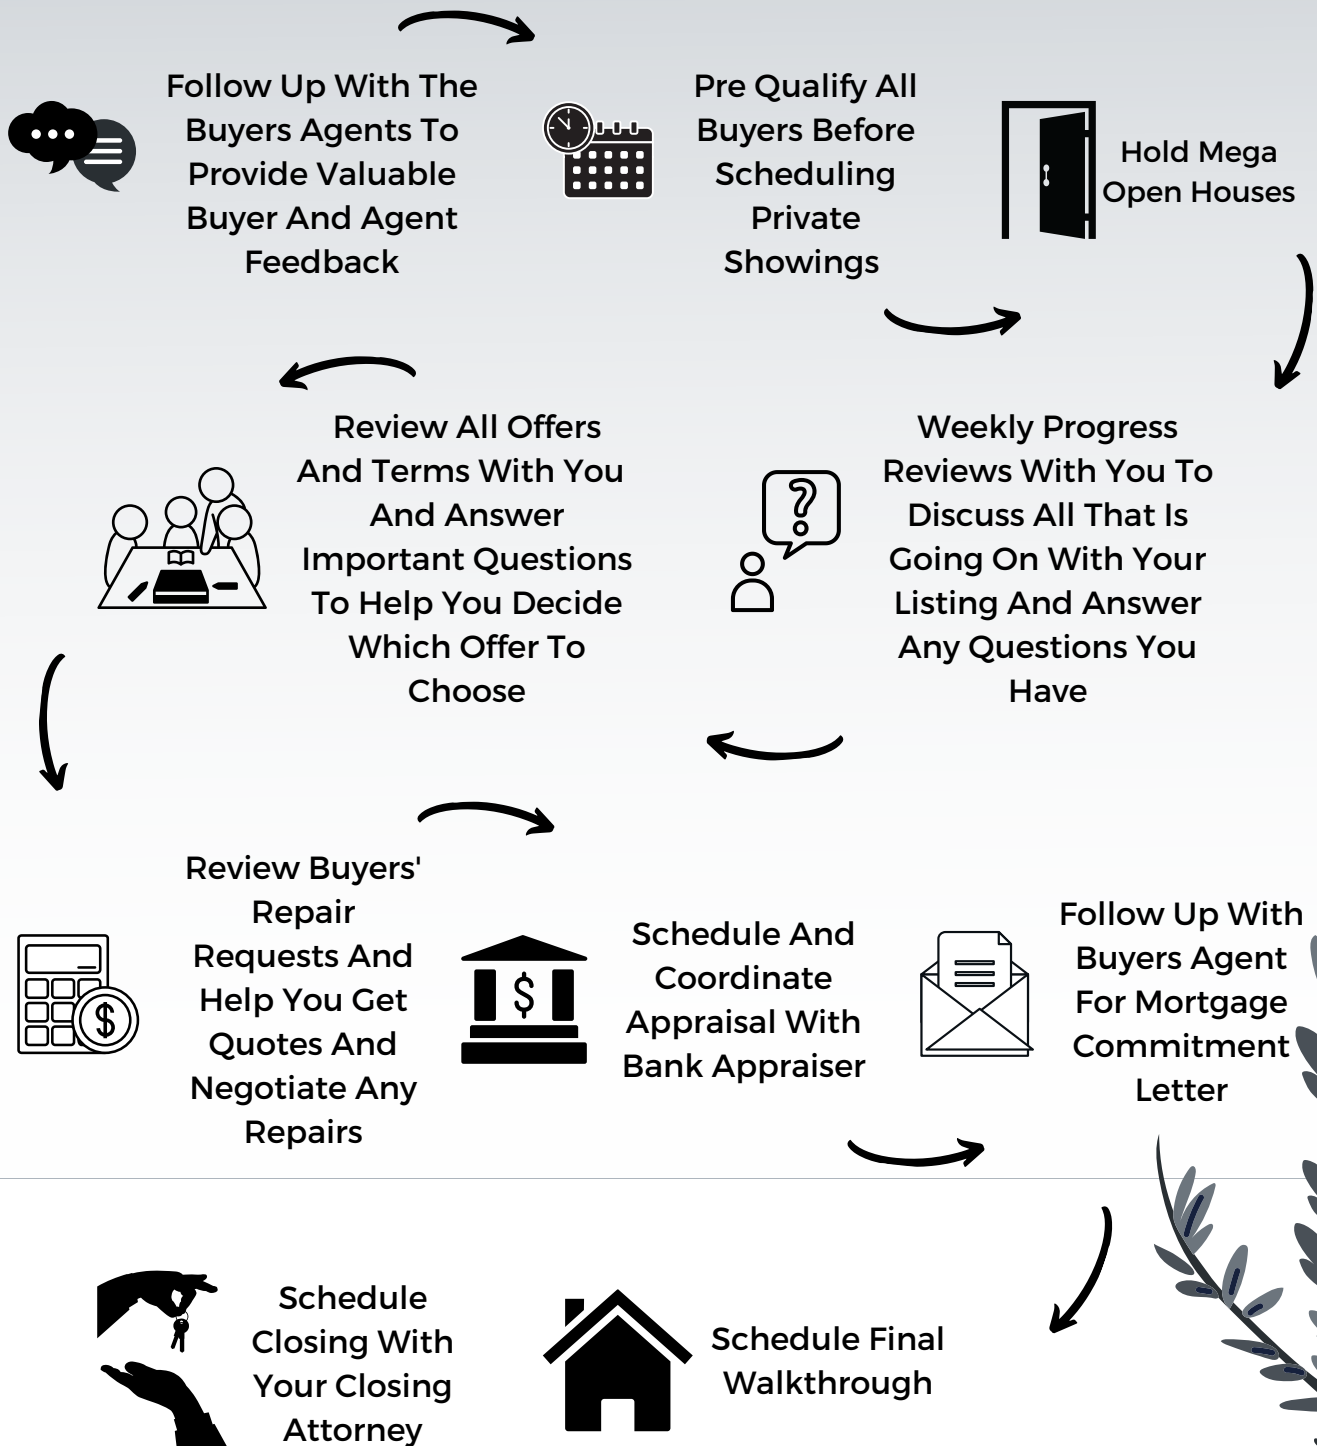 Follow Up With The
Buyers Agents To
Provide Valuable
Buyer And Agent
Feedback
Pre Qualify All
Buyers Before
Scheduling
Private
Showings
Hold Mega
Open Houses
Weekly Progress
Reviews With You To
Discuss All That Is
Going On With Your
Listing And Answer
Any Questions You
Have
?
Review All Offers
And Terms With You
And Answer
Important Questions
To Help You Decide
Which Offer To
Choose
Review Buyers'
Repair
Requests And
Help You Get
Quotes And
Negotiate Any
Repairs
$
Schedule And
Coordinate
Appraisal With
Bank Appraiser
$
Follow Up With
Buyers Agent
For Mortgage
Commitment
Letter
Schedule Final
Walkthrough
Schedule
Closing With
Your Closing
Attorney